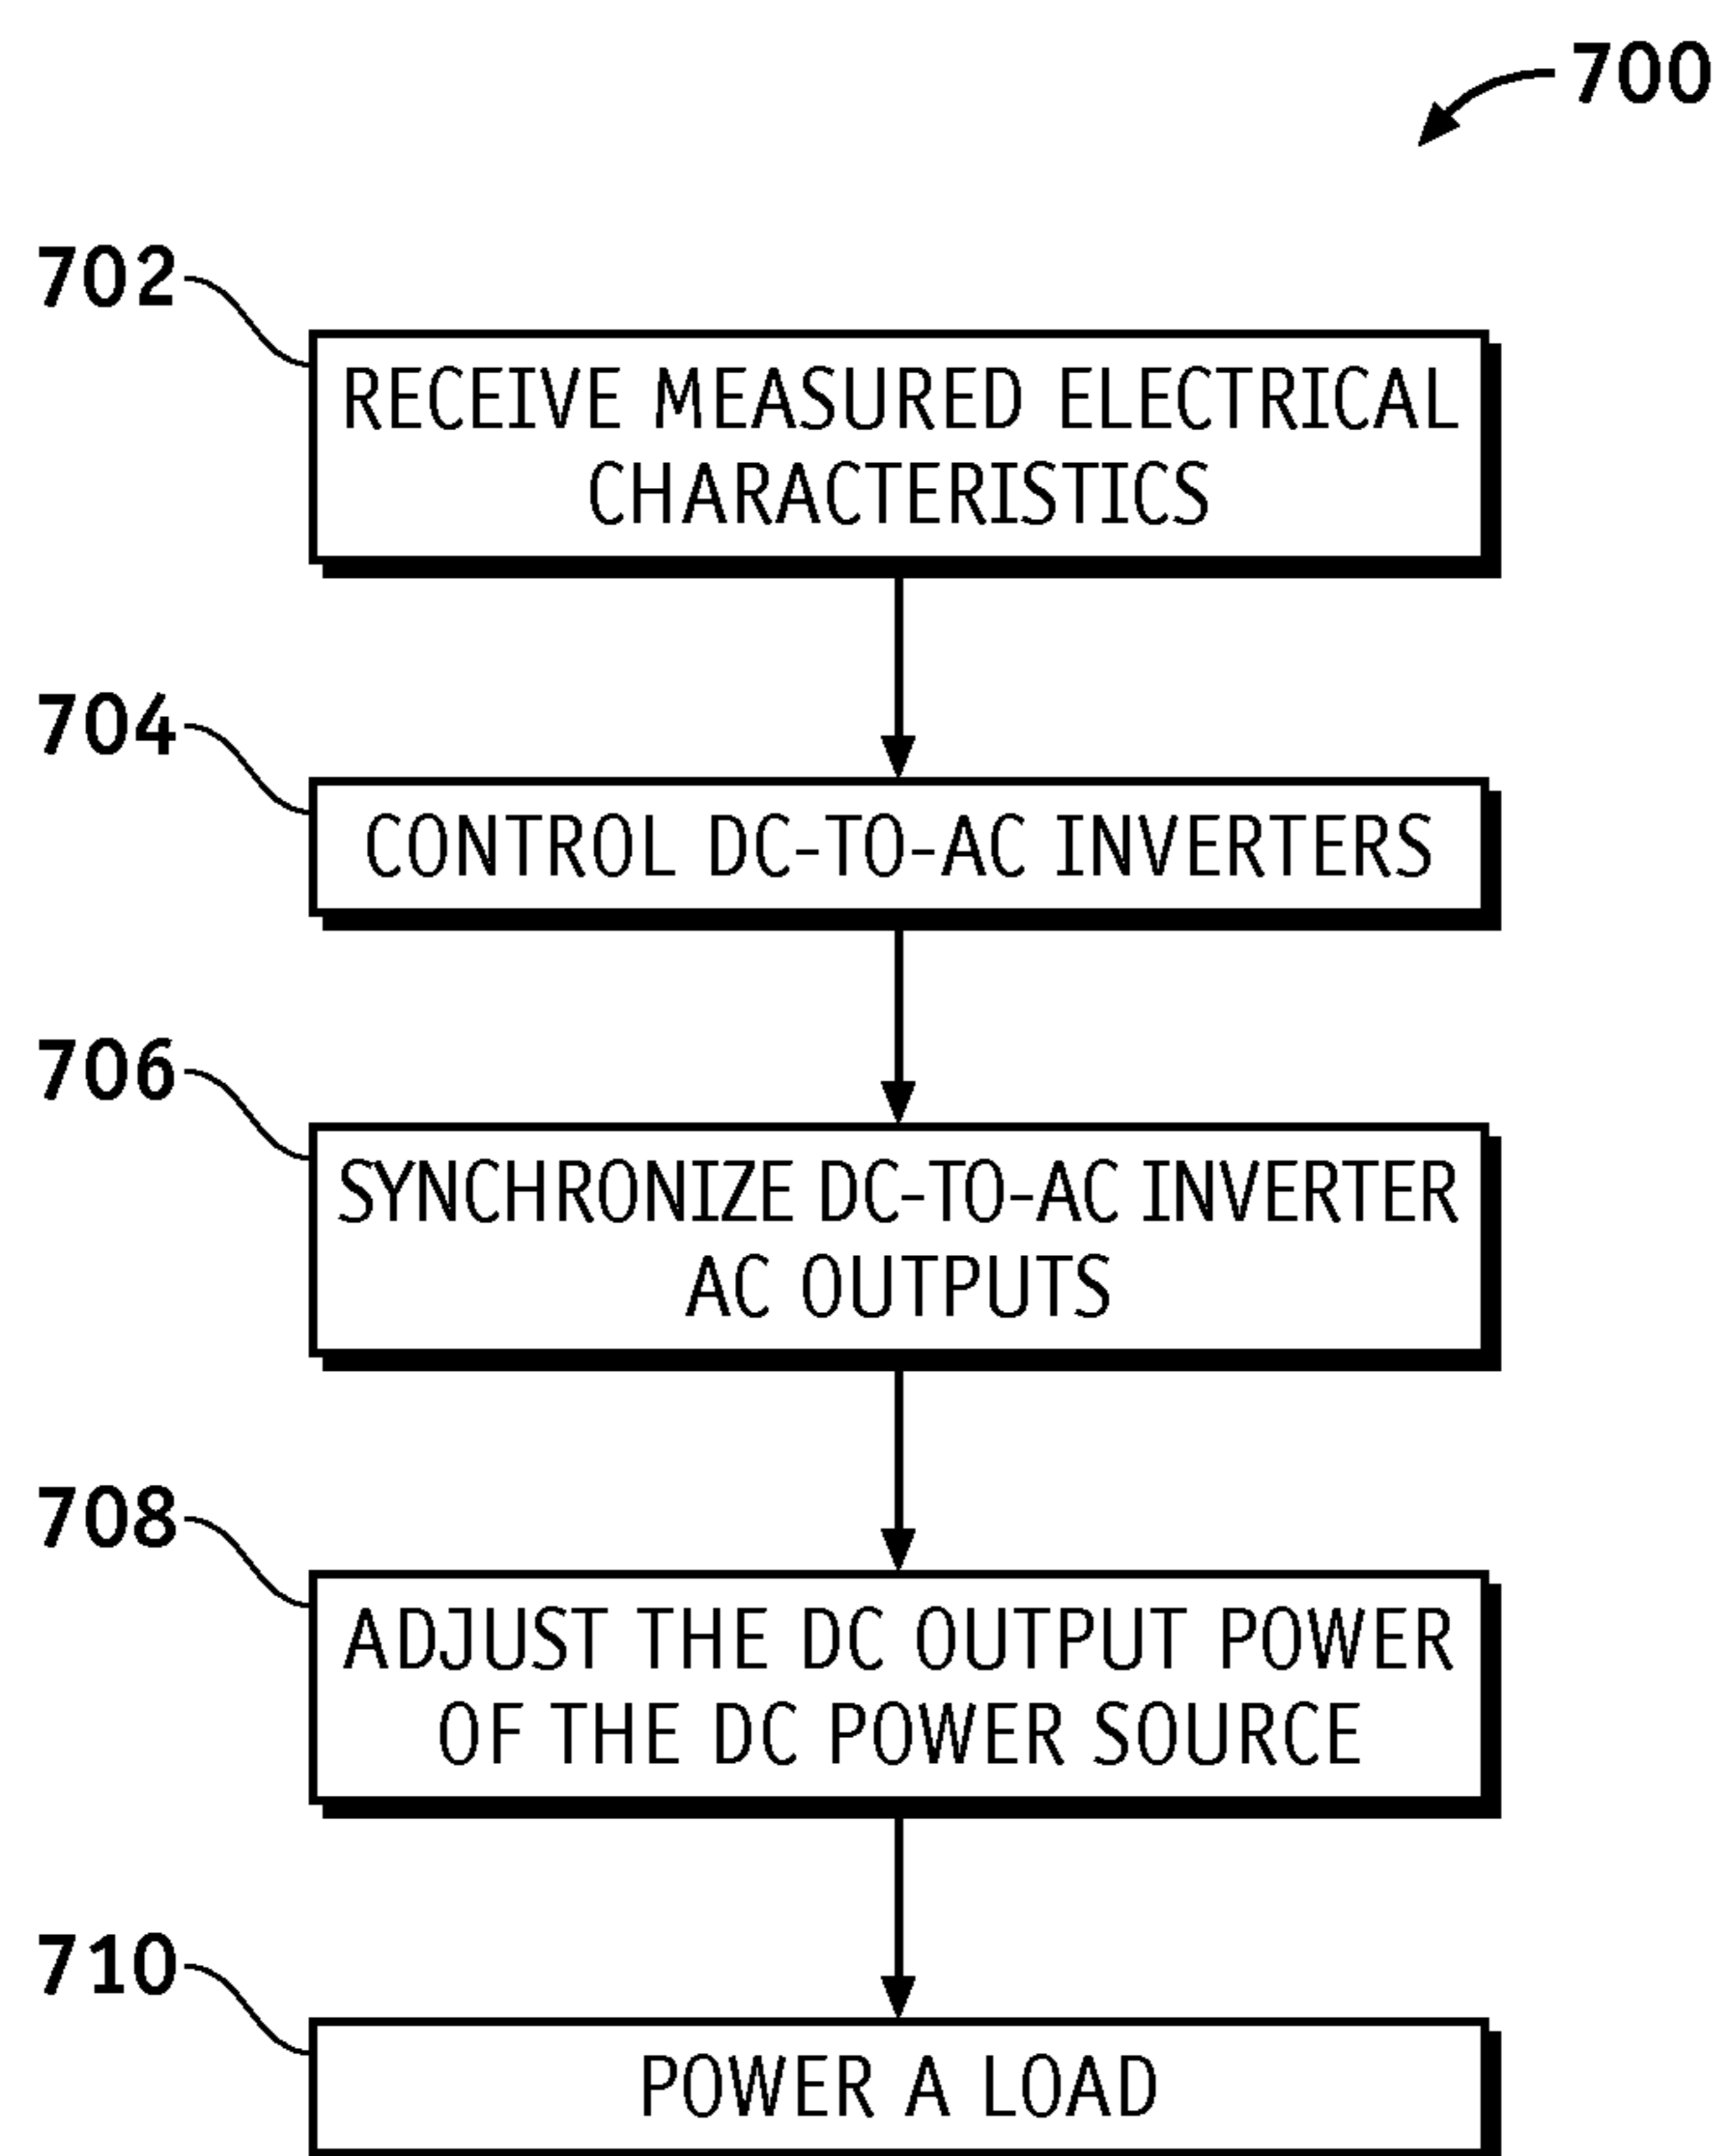 700
702
RECEIVE MEASURED ELECTRICAL
CHARACTERISTICS
704
CONTROL DC-TO-AC INVERTERS
706
SYNCHRONIZE DC-TO-AC INVERTER
AC OUTPUTS
708
ADJUST THE DC OUTPUT POWER
OF THE DC POWER SOURCE
710
POWER A LOAD